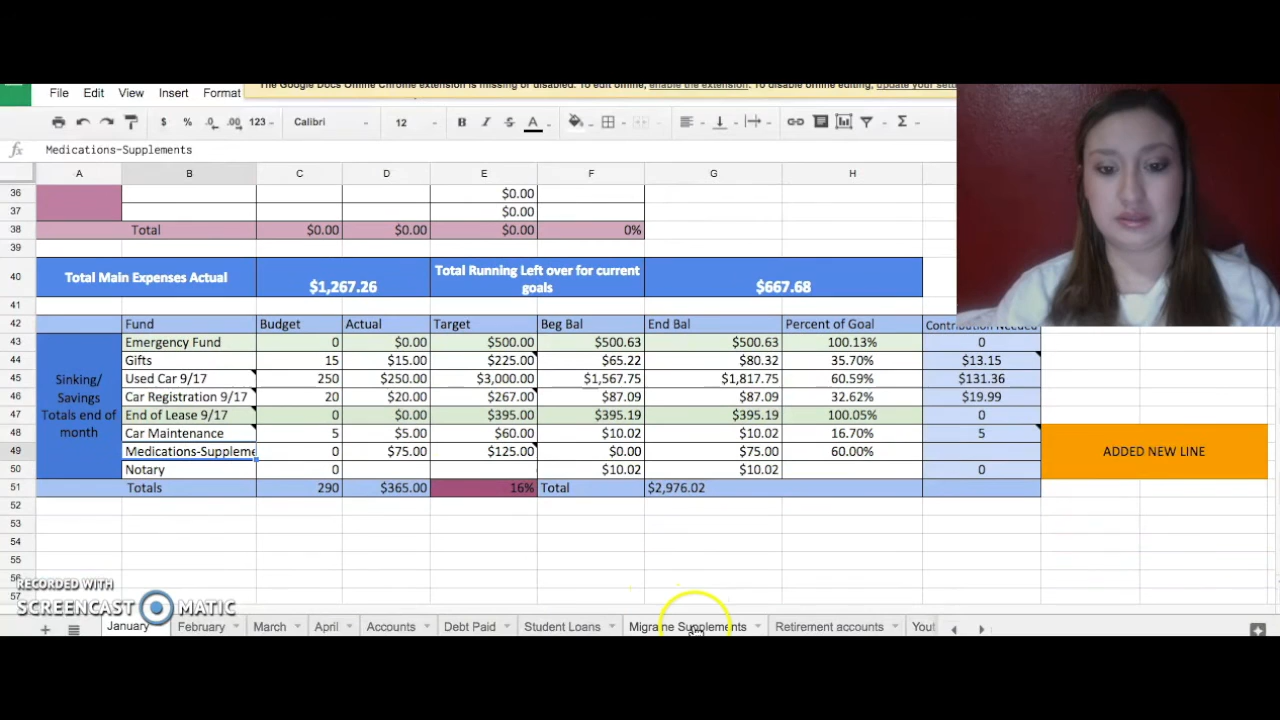 The Google Docs Offline Chrome extension is missing or disabled. To edit offline, enable the extension. To disable offline editing, update your
File Edit View Insert Format
$ % .0 .00 123 Calibri 12 B I S A
fx Medications-Supplements
A B C D E F G H
36 $0.00
37 $0.00
38 Total $0.00 $0.00 $0.00 0%
39
40 Total Main Expenses Actual $1,267.26 Total Running Left over for current goals $667.68
41
42 Fund Budget Actual Target Beg Bal End Bal Percent of Goal Contribution Needed
43 Emergency Fund 0 $0.00 $500.00 $500.63 $500.63 100.13% 0
44 Gifts 15 $15.00 $225.00 $65.22 $80.32 35.70% $13.15
45 Used Car 9/17 250 $250.00 $3,000.00 $1,567.75 $1,817.75 60.59% $131.36
46 Car Registration 9/17 20 $20.00 $267.00 $87.09 $87.09 32.62% $19.99
47 End of Lease 9/17 0 $0.00 $395.00 $395.19 $395.19 100.05% 0
48 Car Maintenance 5 $5.00 $60.00 $10.02 $10.02 16.70% 5
49 Medications-Suppleme 0 $75.00 $125.00 $0.00 $75.00 60.00%
50 Notary 0 $10.02 $10.02 0
Sinking/
Savings
Totals end of
month
ADDED NEW LINE
51 Totals 290 $365.00 16% Total $2,976.02
52
53
54
55
56
57
RECORDED WITH
SCREENCAST MATIC
January February March April Accounts Debt Paid Student Loans Migraine Supplements Retirement accounts Yout